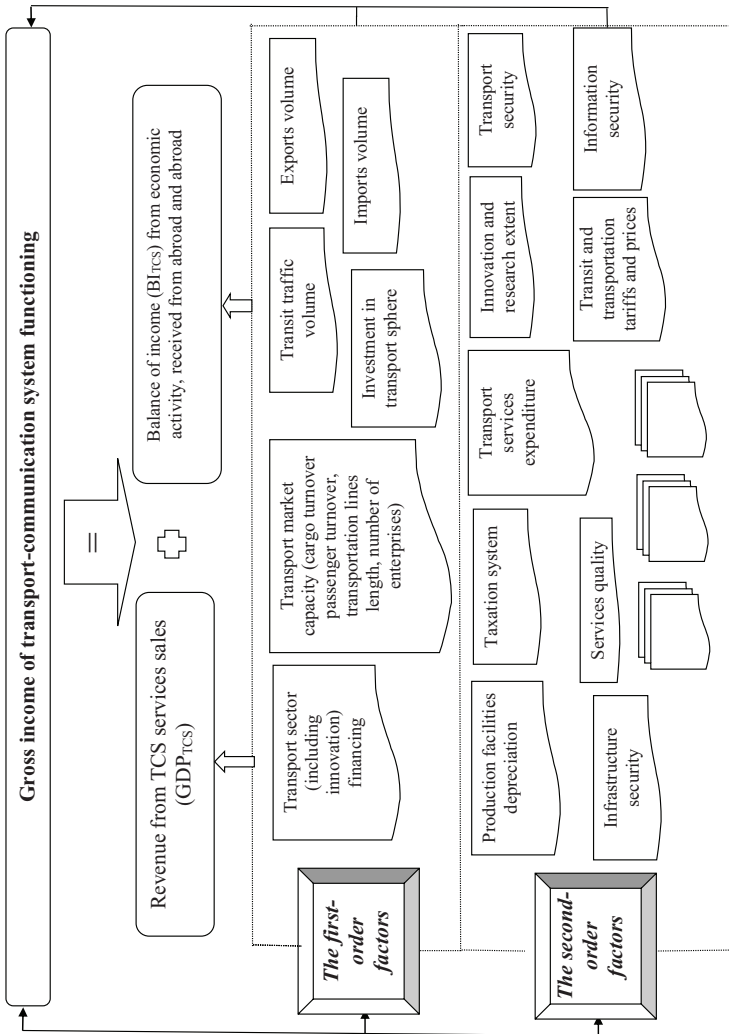 Gross income of transport-communication system functioning
=
Revenue from TCS services sales
(GDPTCS)
Balance of income (BITCS) from economic
activity, received from abroad and abroad
The first-
order
factors
Transport sector
(including
innovation)
financing
Transport market
capacity (cargo turnover
passenger turnover,
transportation lines
length, number of
enterprises)
Transit traffic
volume
Exports volume
Investment in
transport sphere
Imports volume
The second-
order
factors
Production facilities
depreciation
Taxation system
Transport
services
expenditure
Innovation and
research extent
Transport
security
Infrastructure
security
Services quality
Transit and
transportation
tariffs and prices
Information
security